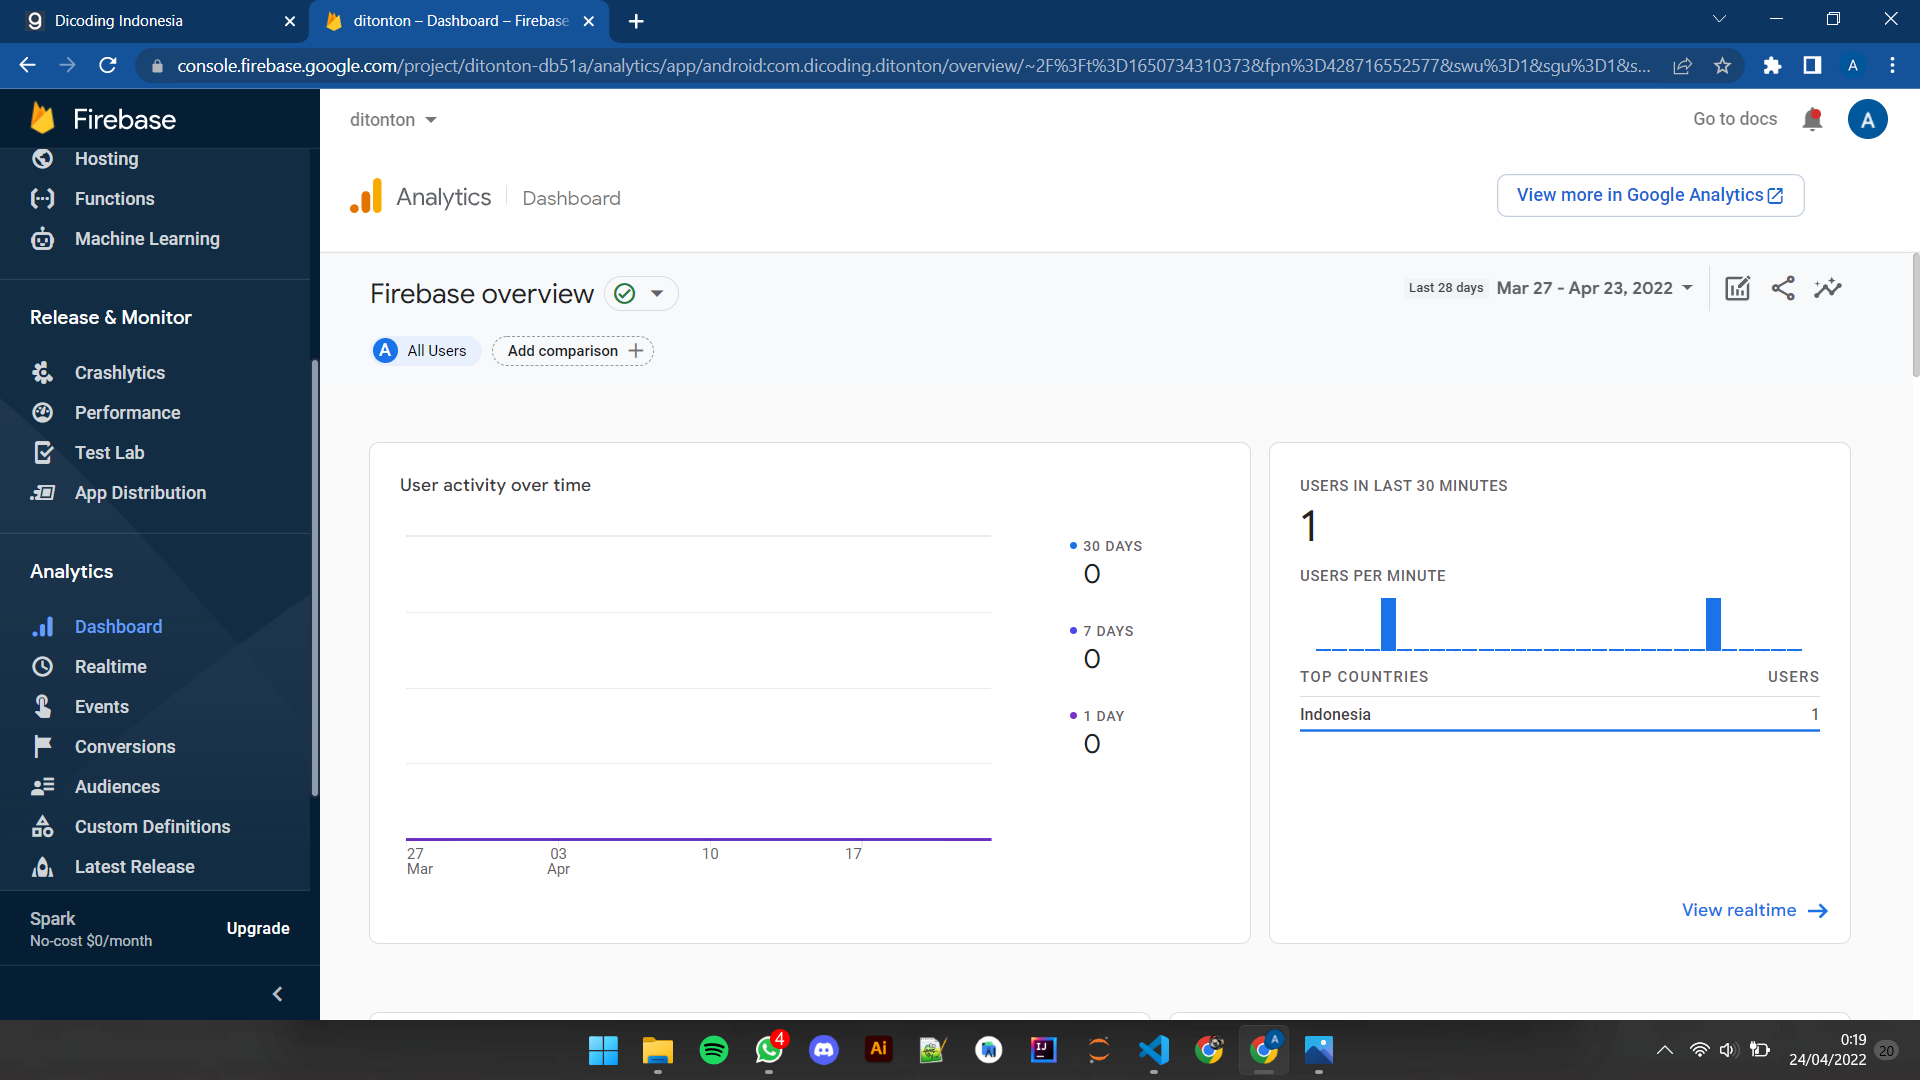 Dicoding Indonesia
ditonton – Dashboard – Firebase
console.firebase.google.com/project/ditonton-db51a/analytics/app/android:com.dicoding.ditonton/overview/~2F%3Ft%3D1650734310373&fpn%3D428716552577&swu%3D1&sgu%3D1&s...
A
Firebase
Hosting
Functions
Machine Learning
Release & Monitor
Crashlytics
Performance
Test Lab
App Distribution
Analytics
Dashboard
Realtime
Events
Conversions
Audiences
Custom Definitions
Latest Release
Spark
No-cost $0/month
Upgrade
ditonton
Go to docs
A
Analytics
Dashboard
View more in Google Analytics
Firebase overview
Last 28 days
Mar 27 - Apr 23, 2022
A
All Users
Add comparison
User activity over time
30 DAYS
0
7 DAYS
0
1 DAY
0
27
Mar
03
Apr
10
17
USERS IN LAST 30 MINUTES
1
USERS PER MINUTE
TOP COUNTRIES USERS
Indonesia 1
View realtime
4
Ai
IJ
A
0:19
24/04/2022
20